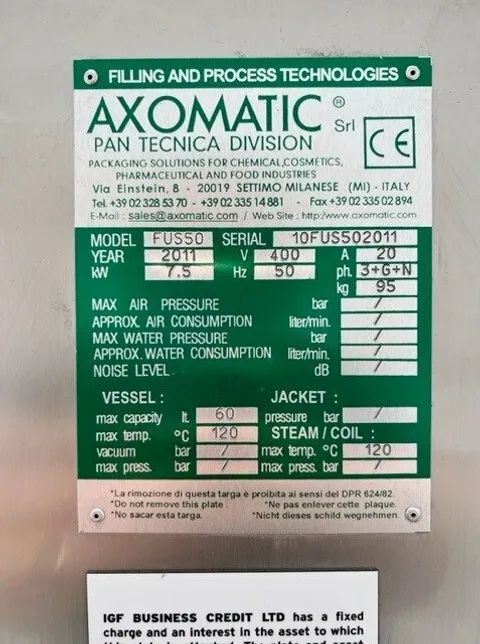 FILLING AND PROCESS TECHNOLOGIES
AXOMATIC ® Srl CE
PAN TECNICA DIVISION
PACKAGING SOLUTIONS FOR CHEMICAL,COSMETICS,
PHARMACEUTICAL AND FOOD INDUSTRIES
Via Einstein, 8 - 20019 SETTIMO MILANESE (MI) - ITALY
Tel. +39 02 328 53 70 - +39 02 335 14 881 - Fax +39 02 335 02 894
E-Mail : sales@axomatic.com / Web Site : http:/www.axomatic.com
MODEL FUS50 SERIAL 10FUS502011
YEAR 2011 V 400 A 20
kW 7.5 Hz 50 ph. 3+G+N
kg 95
MAX AIR PRESSURE bar /
APPROX. AIR CONSUMPTION liter/min. /
MAX WATER PRESSURE bar /
APPROX. WATER CONSUMPTION liter/min. /
NOISE LEVEL dB /
VESSEL : JACKET :
max capacity lt. 60 pressure bar /
max temp. °C 120 STEAM / COIL :
vacuum bar / max temp. °C 120
max press. bar / max press. bar /
*La rimozione di questa targa è proibita ai sensi del DPR 624/82.
*Do not remove this plate . *Ne pas enlever cette plaque.
*No sacar esta targa. *Nicht dieses schild wegnehmen.
IGF BUSINESS CREDIT LTD has a fixed
charge and an interest in the asset to which